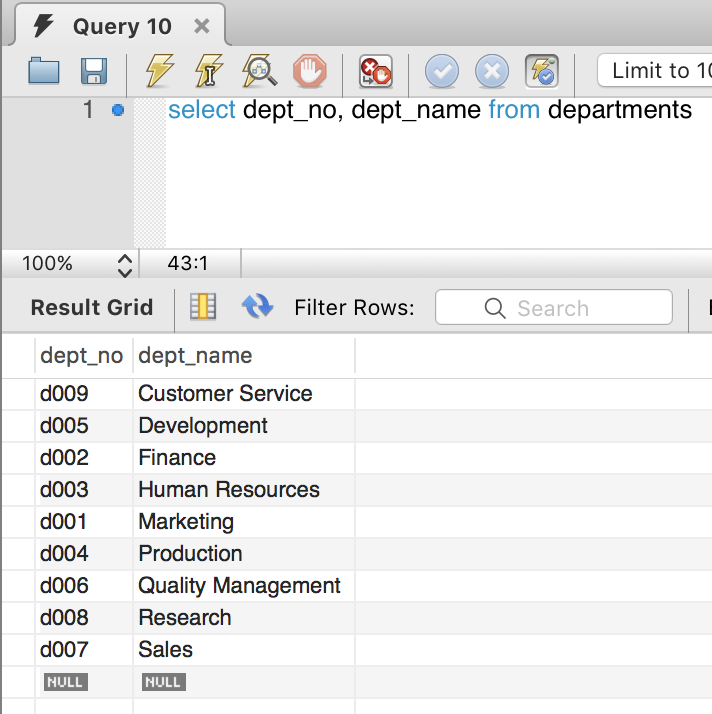 Query 10
Limit to 10
1 select dept_no, dept_name from departments
100% 43:1
Result Grid Filter Rows: Search
dept_no dept_name
d009 Customer Service
d005 Development
d002 Finance
d003 Human Resources
d001 Marketing
d004 Production
d006 Quality Management
d008 Research
d007 Sales
NULL NULL